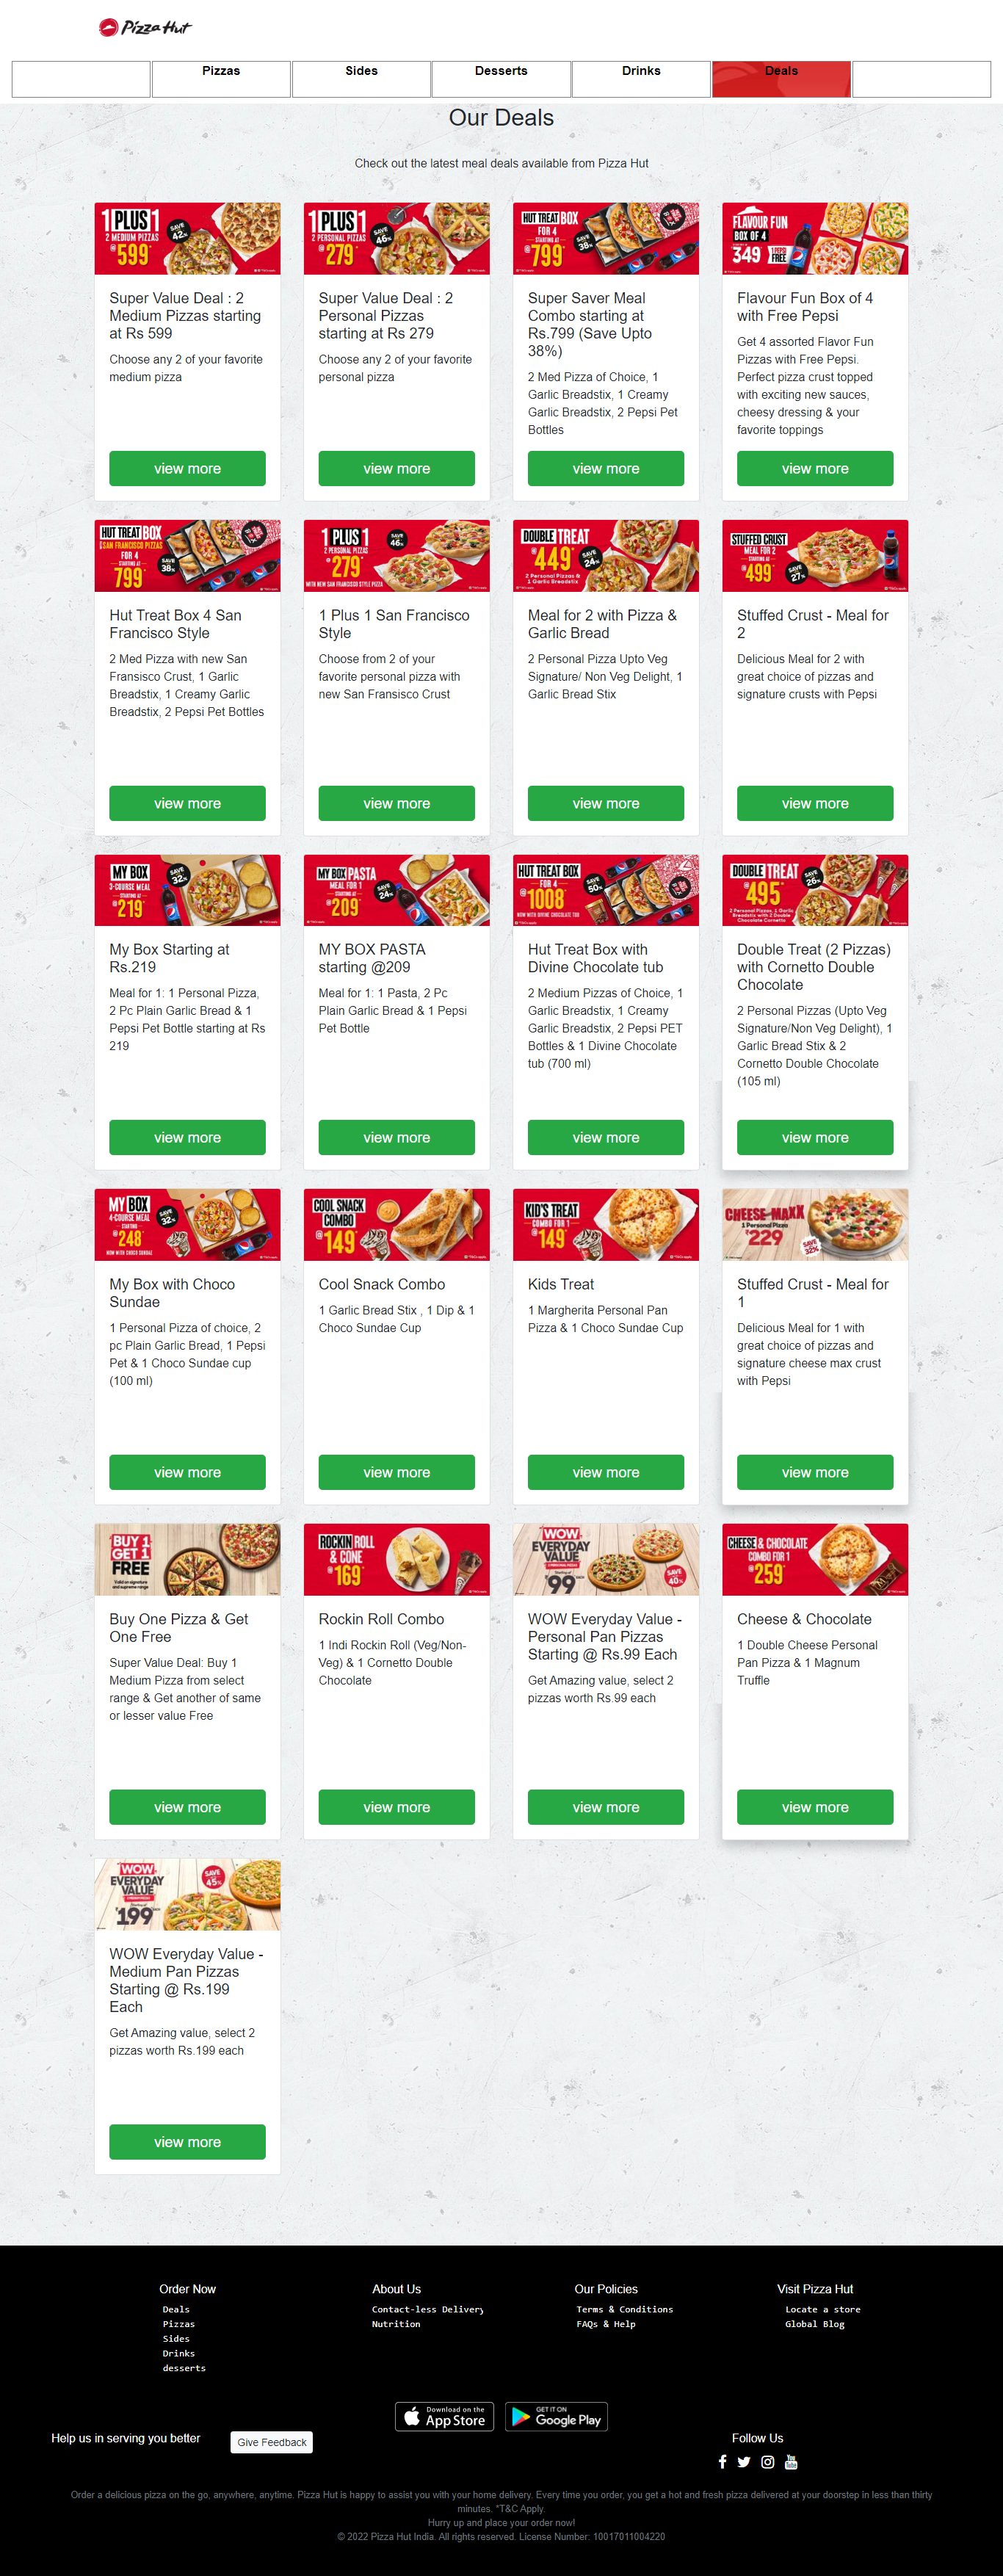 Pizza Hut
Pizzas
Sides
Desserts
Drinks
Deals
Our Deals
Check out the latest meal deals available from Pizza Hut
1 PLUS 1
2 MEDIUM PIZZAS
@599*
SAVE
42%
Super Value Deal : 2
Medium Pizzas starting
at Rs 599
Choose any 2 of your favorite
medium pizza
view more
1 PLUS 1
2 PERSONAL PIZZAS
@279*
SAVE
46%
Super Value Deal : 2
Personal Pizzas
starting at Rs 279
Choose any 2 of your favorite
personal pizza
view more
HUT TREAT BOX
FOR 4
STARTING AT
@799*
SAVE
38%
Super Saver Meal
Combo starting at
Rs.799 (Save Upto
38%)
2 Med Pizza of Choice, 1
Garlic Breadstix, 1 Creamy
Garlic Breadstix, 2 Pepsi Pet
Bottles
view more
FLAVOUR FUN
BOX OF 4
349
1 PEPSI
FREE
Flavour Fun Box of 4
with Free Pepsi
Get 4 assorted Flavor Fun
Pizzas with Free Pepsi.
Perfect pizza crust topped
with exciting new sauces,
cheesy dressing & your
favorite toppings
view more
HUT TREAT BOX
SAN FRANCISCO PIZZAS
FOR 4
STARTING AT
799*
SAVE
38%
Hut Treat Box 4 San
Francisco Style
2 Med Pizza with new San
Fransisco Crust, 1 Garlic
Breadstix, 1 Creamy Garlic
Breadstix, 2 Pepsi Pet Bottles
view more
1 PLUS 1
2 PERSONAL PIZZAS
@279*
WITH NEW SAN FRANCISCO STYLE PIZZA
SAVE
46%
1 Plus 1 San Francisco
Style
Choose from 2 of your
favorite personal pizza with
new San Fransisco Crust
view more
DOUBLE TREAT
@449*
2 Personal Pizzas &
1 Garlic Breadstix
SAVE
24%
Meal for 2 with Pizza &
Garlic Bread
2 Personal Pizza Upto Veg
Signature/ Non Veg Delight, 1
Garlic Bread Stix
view more
STUFFED CRUST
MEAL FOR 2
STARTING AT
@499
SAVE
27%
Stuffed Crust - Meal for
2
Delicious Meal for 2 with
great choice of pizzas and
signature crusts with Pepsi
view more
MY BOX
3-COURSE MEAL
STARTING AT
@219*
SAVE
32%
My Box Starting at
Rs.219
Meal for 1: 1 Personal Pizza,
2 Pc Plain Garlic Bread & 1
Pepsi Pet Bottle starting at Rs
219
view more
MY BOX PASTA
MEAL FOR 1
STARTING AT
@209*
SAVE
24%
MY BOX PASTA
starting @209
Meal for 1: 1 Pasta, 2 Pc
Plain Garlic Bread & 1 Pepsi
Pet Bottle
view more
HUT TREAT BOX
FOR 4
@1008*
NOW WITH DIVINE CHOCOLATE TUB
SAVE
50%
Hut Treat Box with
Divine Chocolate tub
2 Medium Pizzas of Choice, 1
Garlic Breadstix, 1 Creamy
Garlic Breadstix, 2 Pepsi PET
Bottles & 1 Divine Chocolate
tub (700 ml)
view more
DOUBLE TREAT
@495*
2 Personal Pizzas, 1 Garlic
Breadstix with 2 Double
Chocolate Cornetto
SAVE
26%
Double Treat (2 Pizzas)
with Cornetto Double
Chocolate
2 Personal Pizzas (Upto Veg
Signature/Non Veg Delight), 1
Garlic Bread Stix & 2
Cornetto Double Chocolate
(105 ml)
view more
MY BOX
4-COURSE MEAL
STARTING
@248*
NOW WITH CHOCO SUNDAE
SAVE
32%
My Box with Choco
Sundae
1 Personal Pizza of choice, 2
pc Plain Garlic Bread, 1 Pepsi
Pet & 1 Choco Sundae cup
(100 ml)
view more
COOL SNACK
COMBO
@149*
Cool Snack Combo
1 Garlic Bread Stix , 1 Dip & 1
Choco Sundae Cup
view more
KID'S TREAT
COMBO FOR 1
@149*
Kids Treat
1 Margherita Personal Pan
Pizza & 1 Choco Sundae Cup
view more
CHEESE MAXX
1 Personal Pizza
₹229
SAVE
32%
Stuffed Crust - Meal for
1
Delicious Meal for 1 with
great choice of pizzas and
signature cheese max crust
with Pepsi
view more
BUY 1
GET 1
FREE
Valid on signature
and supreme range
Buy One Pizza & Get
One Free
Super Value Deal: Buy 1
Medium Pizza from select
range & Get another of same
or lesser value Free
view more
ROCKIN ROLL
& CONE
@169*
Rockin Roll Combo
1 Indi Rockin Roll (Veg/Non-
Veg) & 1 Cornetto Double
Chocolate
view more
WOW
EVERYDAY
VALUE
99
SAVE
40%
WOW Everyday Value -
Personal Pan Pizzas
Starting @ Rs.99 Each
Get Amazing value, select 2
pizzas worth Rs.99 each
view more
CHEESE & CHOCOLATE
COMBO FOR 1
@259*
Cheese & Chocolate
1 Double Cheese Personal
Pan Pizza & 1 Magnum
Truffle
view more
WOW
EVERYDAY
VALUE
199
SAVE
45%
WOW Everyday Value -
Medium Pan Pizzas
Starting @ Rs.199
Each
Get Amazing value, select 2
pizzas worth Rs.199 each
view more
Order Now
Deals
Pizzas
Sides
Drinks
desserts
About Us
Contact-less Delivery
Nutrition
Our Policies
Terms & Conditions
FAQs & Help
Visit Pizza Hut
Locate a store
Global Blog
Download on the
App Store
GET IT ON
Google Play
Help us in serving you better
Give Feedback
Follow Us
You
Tube
Order a delicious pizza on the go, anywhere, anytime. Pizza Hut is happy to assist you with your home delivery. Every time you order, you get a hot and fresh pizza delivered at your doorstep in less than thirty
minutes. *T&C Apply.
Hurry up and place your order now!
© 2022 Pizza Hut India. All rights reserved. License Number: 10017011004220